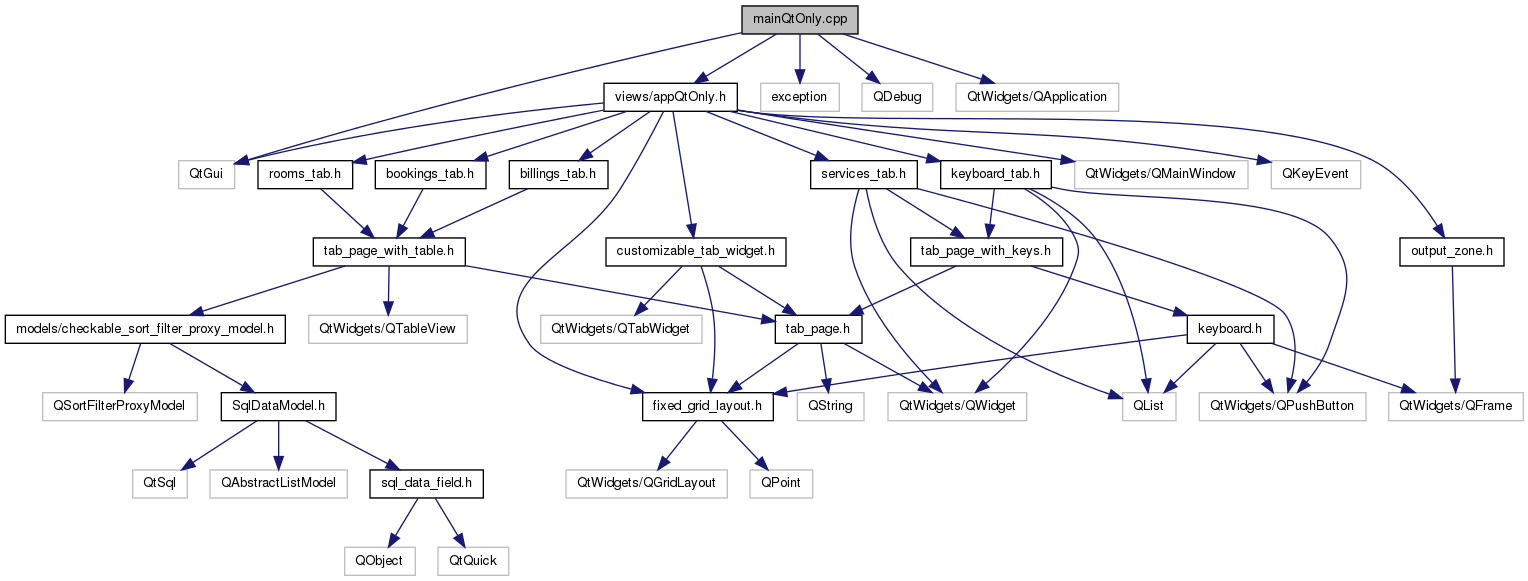 mainQtOnly.cpp
views/appQtOnly.h
exception
QDebug
QtWidgets/QApplication
QtGui
rooms_tab.h
bookings_tab.h
billings_tab.h
services_tab.h
keyboard_tab.h
QtWidgets/QMainWindow
QKeyEvent
tab_page_with_table.h
customizable_tab_widget.h
tab_page_with_keys.h
output_zone.h
models/checkable_sort_filter_proxy_model.h
QtWidgets/QTableView
QtWidgets/QTabWidget
tab_page.h
keyboard.h
QSortFilterProxyModel
SqlDataModel.h
fixed_grid_layout.h
QString
QtWidgets/QWidget
QList
QtWidgets/QPushButton
QtWidgets/QFrame
QtSql
QAbstractListModel
sql_data_field.h
QtWidgets/QGridLayout
QPoint
QObject
QtQuick